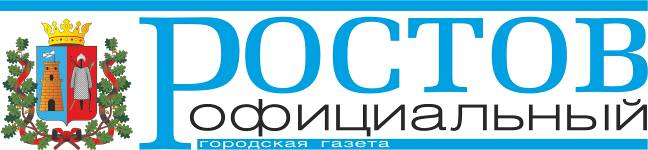 РОСТОВ
официальный
городская газета